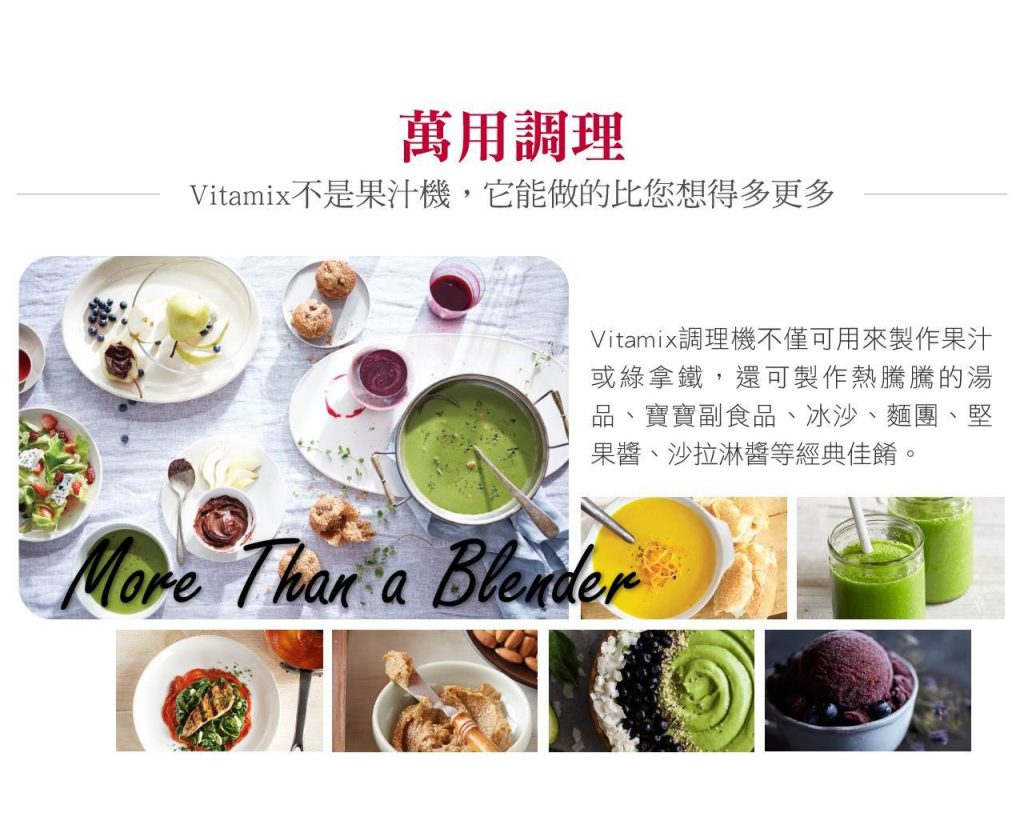 萬用調理
Vitamix不是果汁機，它能做的比您想得多更多
Vitamix調理機不僅可用來製作果汁
或綠拿鐵，還可製作熱騰騰的湯
品、寶寶副食品、冰沙、麵團、堅
果醬、沙拉淋醬等經典佳餚。
More Than a Blender